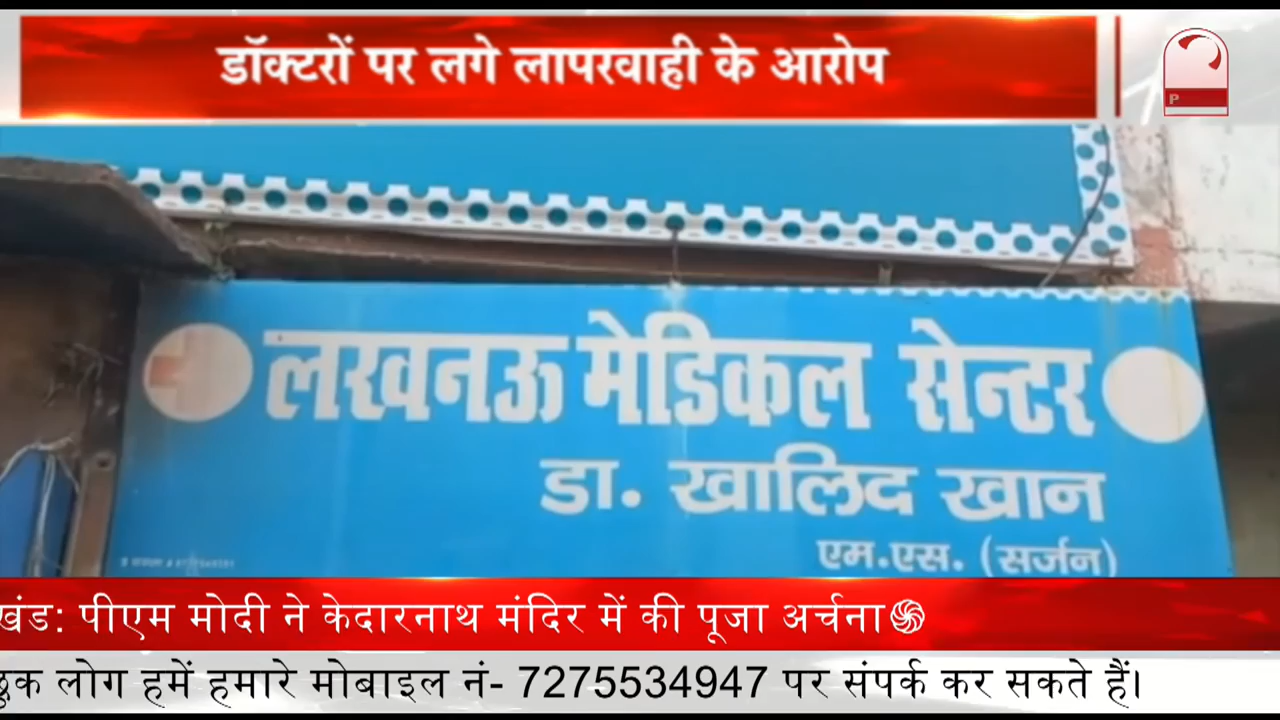 डॉक्टरों पर लगे लापरवाही के आरोप
P
लखनऊ मेडिकल सेन्टर
डा. खालिद खान
एम.एस. (सर्जन)
खंड: पीएम मोदी ने केदारनाथ मंदिर में की पूजा अर्चना
छुक लोग हमें हमारे मोबाइल नं- 7275534947 पर संपर्क कर सकते हैं।